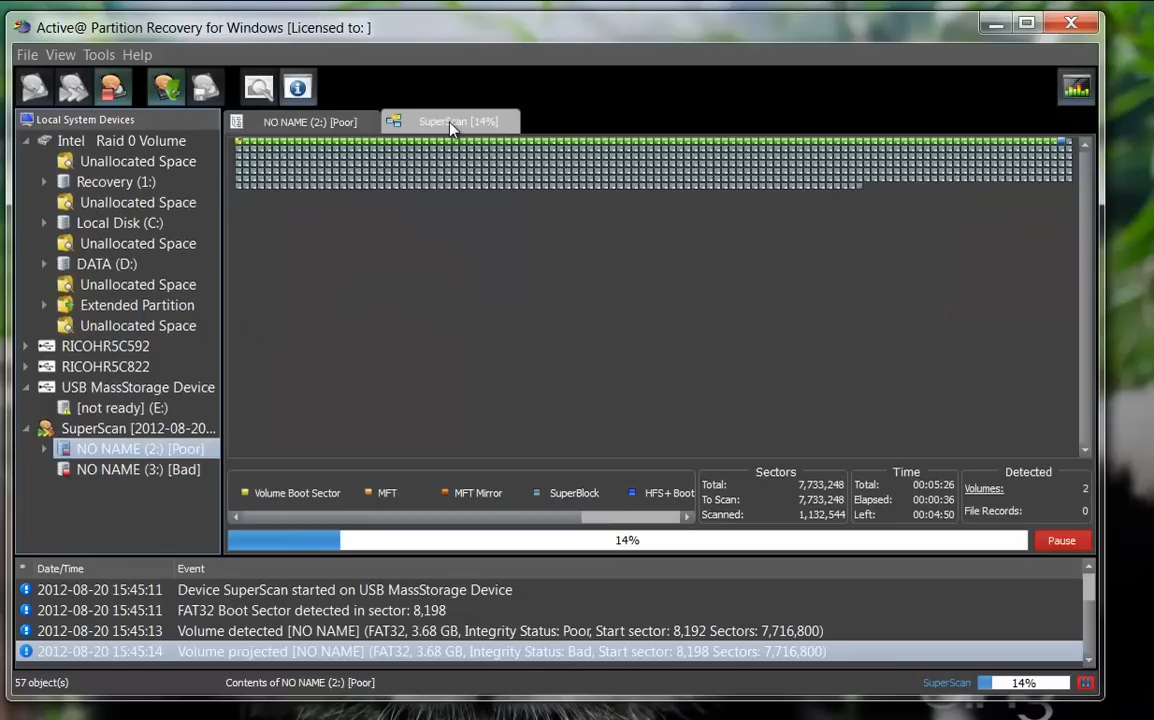 Active@ Partition Recovery for Windows [Licensed to: ]
File View Tools Help
Local System Devices
Intel Raid 0 Volume
Unallocated Space
Recovery (1:)
Unallocated Space
Local Disk (C:)
Unallocated Space
DATA (D:)
Unallocated Space
Extended Partition
Unallocated Space
RICOHR5C592
RICOHR5C822
USB MassStorage Device
[not ready] (E:)
SuperScan [2012-08-20...
NO NAME (2:) [Poor]
NO NAME (3:) [Bad]
NO NAME (2:) [Poor]
SuperScan [14%]
Volume Boot Sector MFT MFT Mirror SuperBlock HFS+ Boot
Sectors
Total: 7,733,248
To Scan: 7,733,248
Scanned: 1,132,544
Time
Total: 00:05:26
Elapsed: 00:00:36
Left: 00:04:50
Detected
Volumes: 2
File Records: 0
14%
Pause
* Date/Time Event
2012-08-20 15:45:11 Device SuperScan started on USB MassStorage Device
2012-08-20 15:45:11 FAT32 Boot Sector detected in sector: 8,198
2012-08-20 15:45:13 Volume detected [NO NAME] (FAT32, 3.68 GB, Integrity Status: Poor, Start sector: 8,192 Sectors: 7,716,800)
2012-08-20 15:45:14 Volume projected [NO NAME] (FAT32, 3.68 GB, Integrity Status: Bad, Start sector: 8,198 Sectors: 7,716,800)
57 object(s) Contents of NO NAME (2:) [Poor] SuperScan 14%